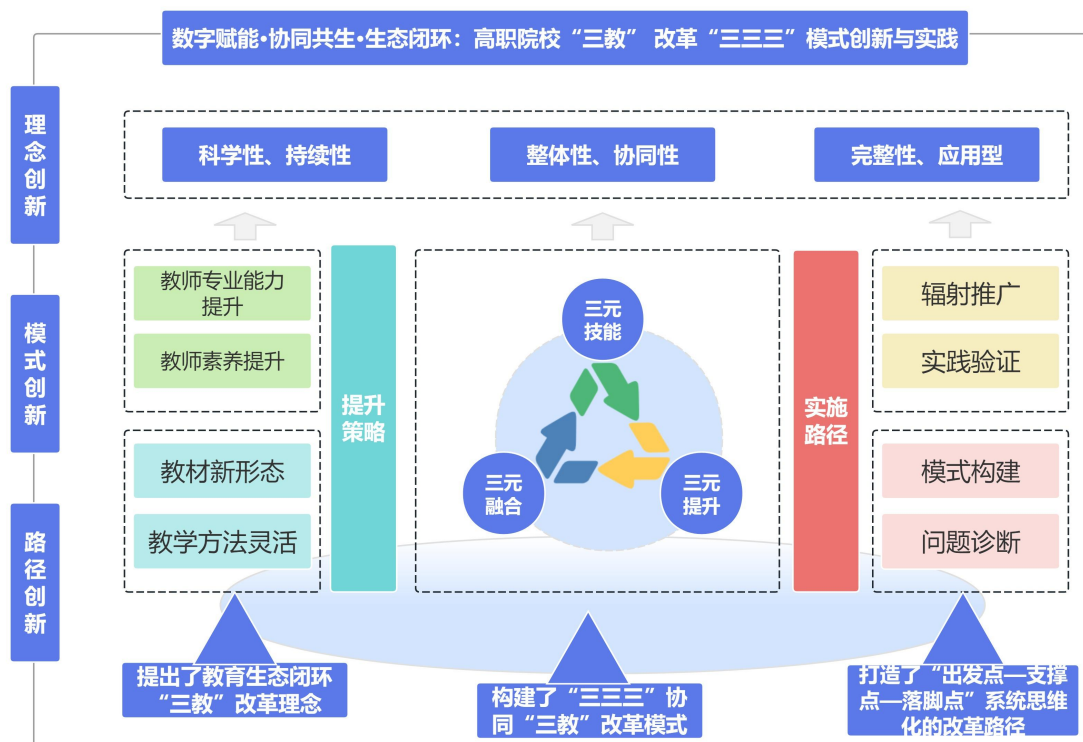 数字赋能·协同共生·生态闭环：高职院校“三教” 改革“三三三”模式创新与实践
理念创新
模式创新
路径创新
科学性、持续性
整体性、协同性
完整性、应用型
教师专业能力
提升
教师素养提升
教材新形态
教学方法灵活
提升
策略
三元
技能
三元
融合
三元
提升
实施
路径
辐射推广
实践验证
模式构建
问题诊断
提出了教育生态闭环
“三教”改革理念
构建了“三三三”协
同“三教”改革模式
打造了“出发点—支撑
点—落脚点”系统思维
化的改革路径